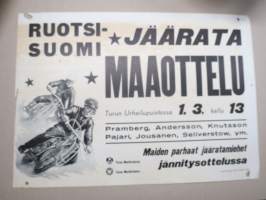 RUOTSI-
SUOMI
JÄÄRATA
MAAOTTELU
Turun Urheilupuistossa 1.3. kello 13
Pramberg, Andersson, Knutsson
Pajari, Jousanen, Seliverstow, ym.
Maiden parhaat jääratamiehet
jännitysottelussa